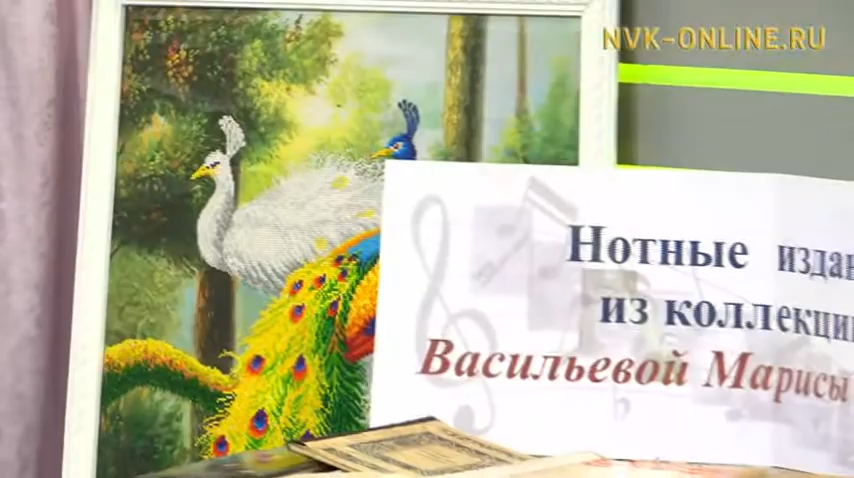 NVK-ONLINE.RU
Нотные издан
из коллекци
Васильевой Марисы